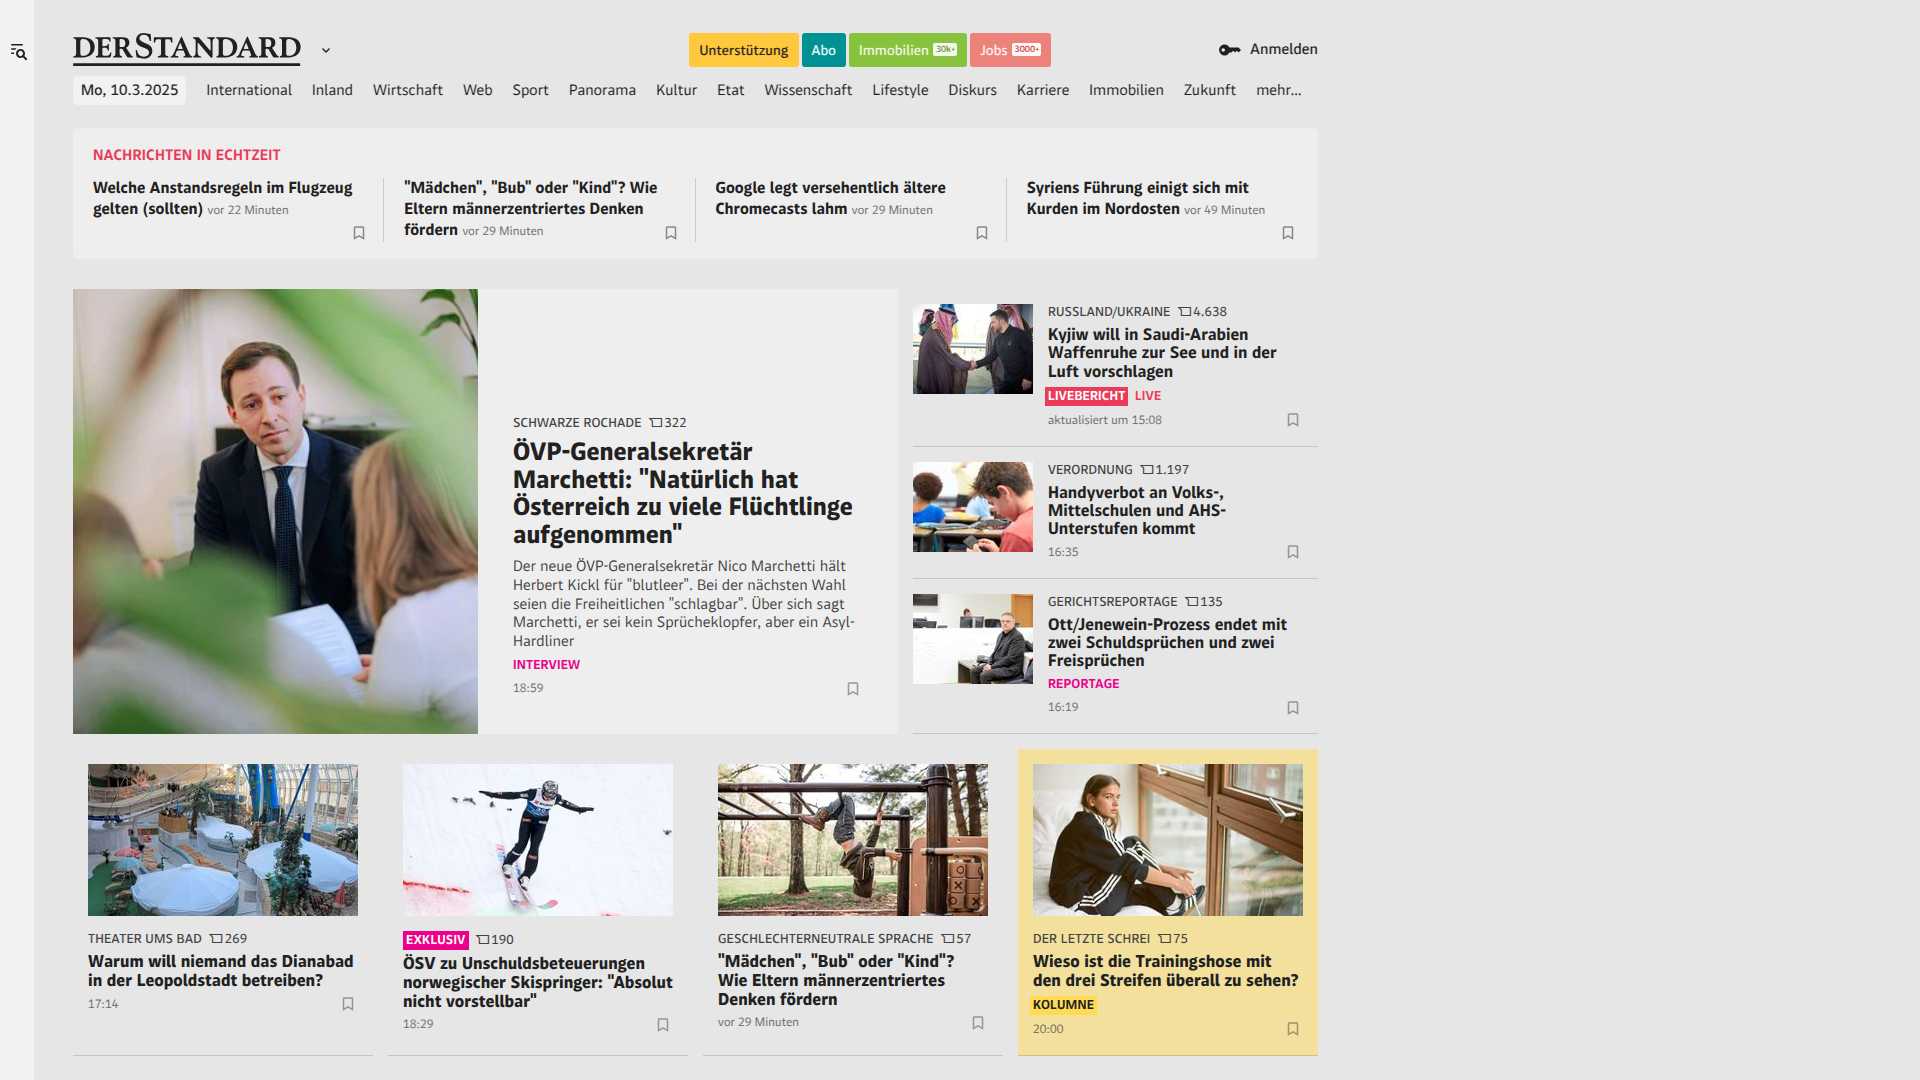 DERSTANDARD
Unterstützung Abo Immobilien 30k+ Jobs 3000+
Anmelden
Mo, 10.3.2025 International Inland Wirtschaft Web Sport Panorama Kultur Etat Wissenschaft Lifestyle Diskurs Karriere Immobilien Zukunft mehr...
NACHRICHTEN IN ECHTZEIT
Welche Anstandsregeln im Flugzeug
gelten (sollten) vor 22 Minuten
"Mädchen", "Bub" oder "Kind"? Wie
Eltern männerzentriertes Denken
fördern vor 29 Minuten
Google legt versehentlich ältere
Chromecasts lahm vor 29 Minuten
Syriens Führung einigt sich mit
Kurden im Nordosten vor 49 Minuten
SCHWARZE ROCHADE 322
ÖVP-Generalsekretär
Marchetti: "Natürlich hat
Österreich zu viele Flüchtlinge
aufgenommen"
Der neue ÖVP-Generalsekretär Nico Marchetti hält
Herbert Kickl für "blutleer". Bei der nächsten Wahl
seien die Freiheitlichen "schlagbar". Über sich sagt
Marchetti, er sei kein Sprücheklopfer, aber ein Asyl-
Hardliner
INTERVIEW
18:59
RUSSLAND/UKRAINE 4.638
Kyjiw will in Saudi-Arabien
Waffenruhe zur See und in der
Luft vorschlagen
LIVEBERICHT LIVE
aktualisiert um 15:08
VERORDNUNG 1.197
Handyverbot an Volks-,
Mittelschulen und AHS-
Unterstufen kommt
16:35
GERICHTSREPORTAGE 135
Ott/Jenewein-Prozess endet mit
zwei Schuldsprüchen und zwei
Freisprüchen
REPORTAGE
16:19
THEATER UMS BAD 269
Warum will niemand das Dianabad
in der Leopoldstadt betreiben?
17:14
EXKLUSIV 190
ÖSV zu Unschuldsbeteuerungen
norwegischer Skispringer: "Absolut
nicht vorstellbar"
18:29
GESCHLECHTERNEUTRALE SPRACHE 57
"Mädchen", "Bub" oder "Kind"?
Wie Eltern männerzentriertes
Denken fördern
vor 29 Minuten
DER LETZTE SCHREI 75
Wieso ist die Trainingshose mit
den drei Streifen überall zu sehen?
KOLUMNE
20:00